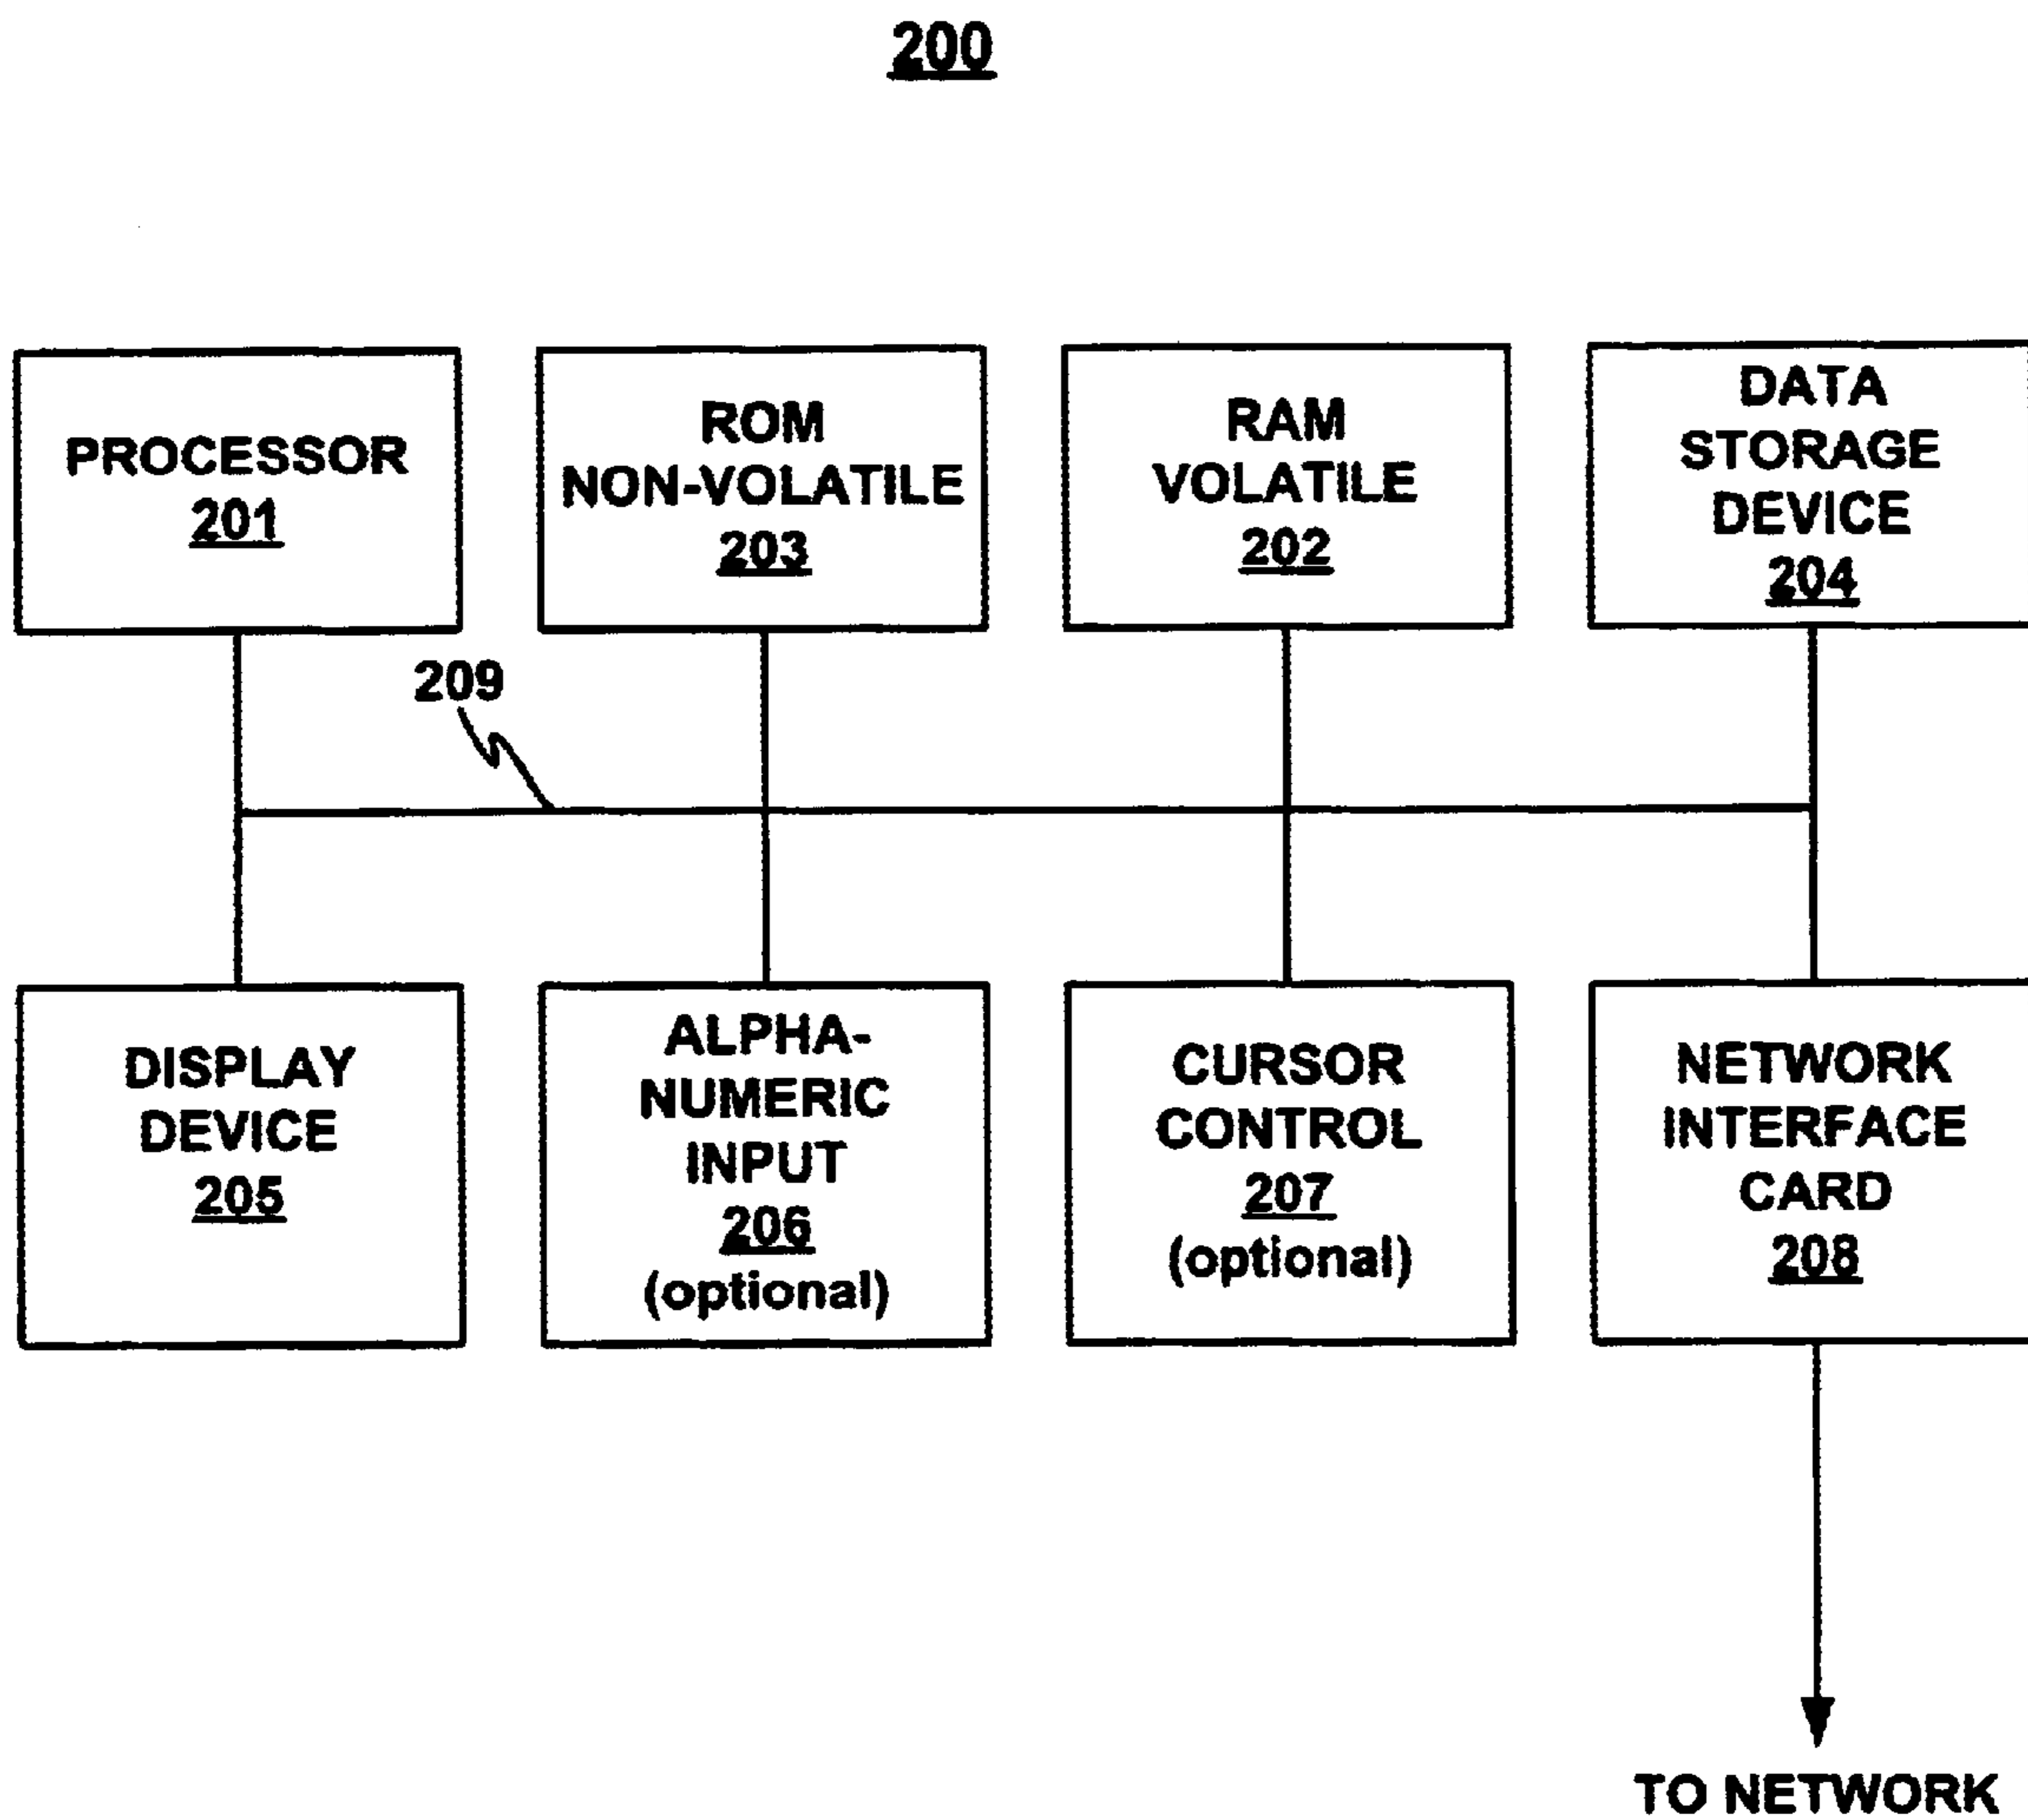 200
PROCESSOR
201
ROM
NON-VOLATILE
203
RAM
VOLATILE
202
DATA
STORAGE
DEVICE
204
209
DISPLAY
DEVICE
205
ALPHA-
NUMERIC
INPUT
206
(optional)
CURSOR
CONTROL
207
(optional)
NETWORK
INTERFACE
CARD
208
TO NETWORK